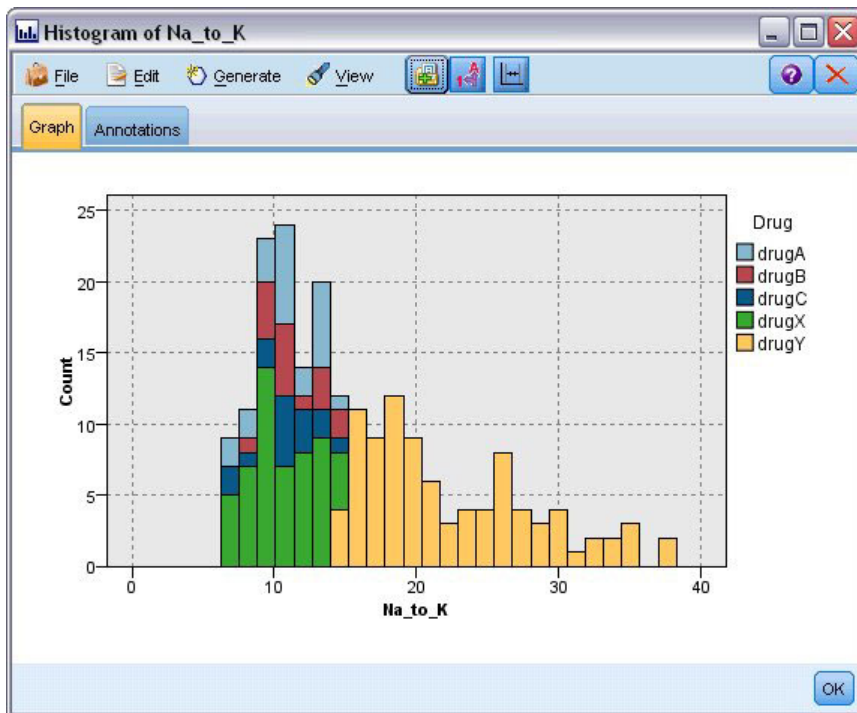 Histogram of Na_to_K
File Edit Generate View
Graph Annotations
25
20
15
10
5
0
Count
0 10 20 30 40
Na_to_K
Drug
drugA
drugB
drugC
drugX
drugY
OK